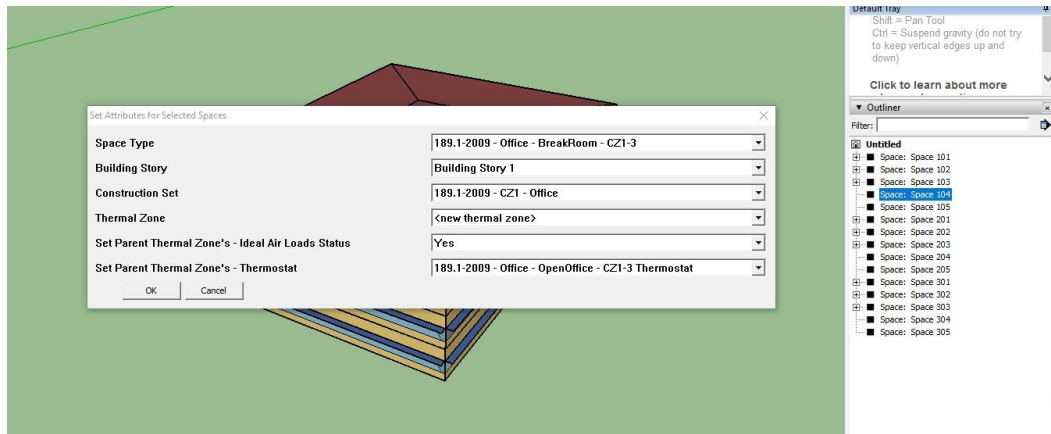 Default Tray
Shift = Pan Tool
Ctrl = Suspend gravity (do not try
to keep vertical edges up and
down)
Click to learn about more
Outliner
Filter:
Untitled
Space: Space 101
Space: Space 102
Space: Space 103
Space: Space 104
Space: Space 105
Space: Space 201
Space: Space 202
Space: Space 203
Space: Space 204
Space: Space 205
Space: Space 301
Space: Space 302
Space: Space 303
Space: Space 304
Space: Space 305
Set Attributes for Selected Spaces
Space Type 189.1-2009 - Office - BreakRoom - CZ1-3
Building Story Building Story 1
Construction Set 189.1-2009 - CZ1 - Office
Thermal Zone <new thermal zone>
Set Parent Thermal Zone's - Ideal Air Loads Status Yes
Set Parent Thermal Zone's - Thermostat 189.1-2009 - Office - OpenOffice - CZ1-3 Thermostat
OK Cancel